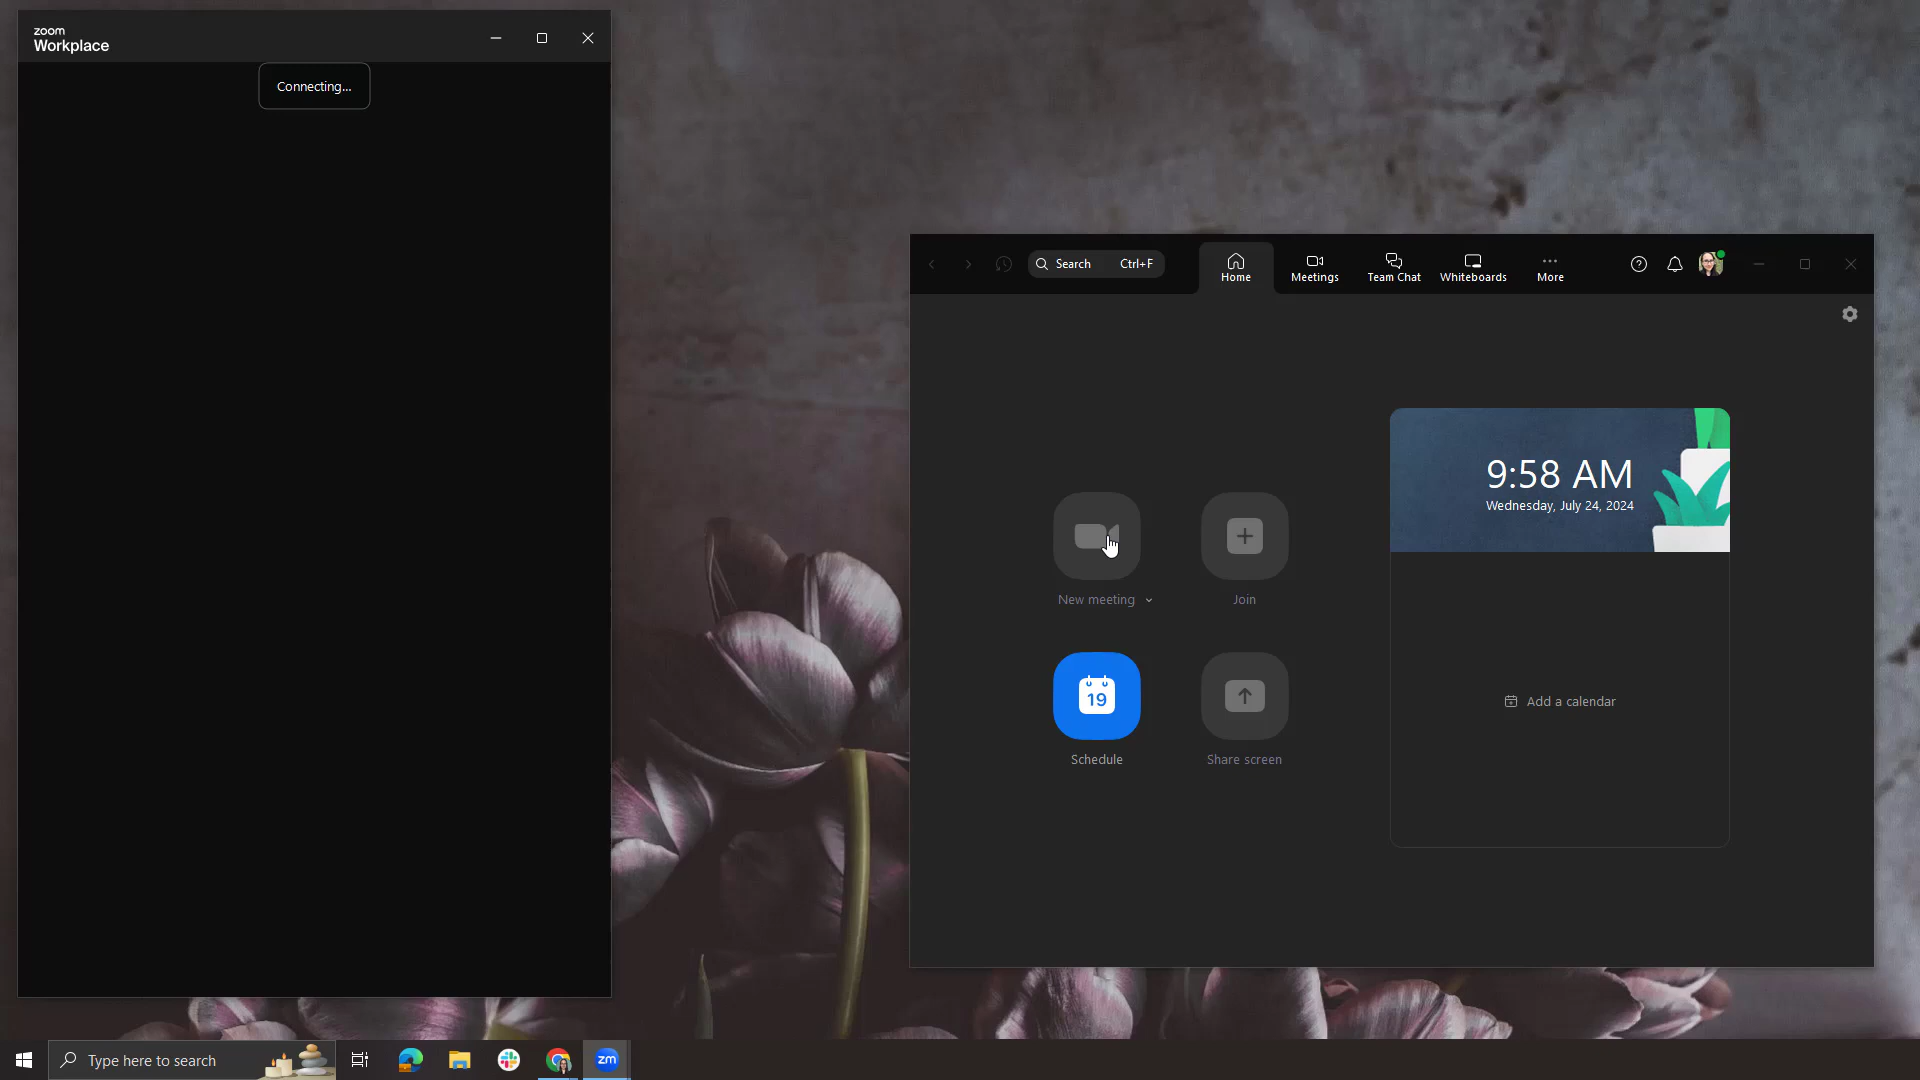 zoom
Workplace
Connecting...
Search Ctrl+F
Home
Meetings
Team Chat
Whiteboards
More
9:58 AM
Wednesday, July 24, 2024
New meeting
Join
19
Schedule
Share screen
Add a calendar
Type here to search
zm